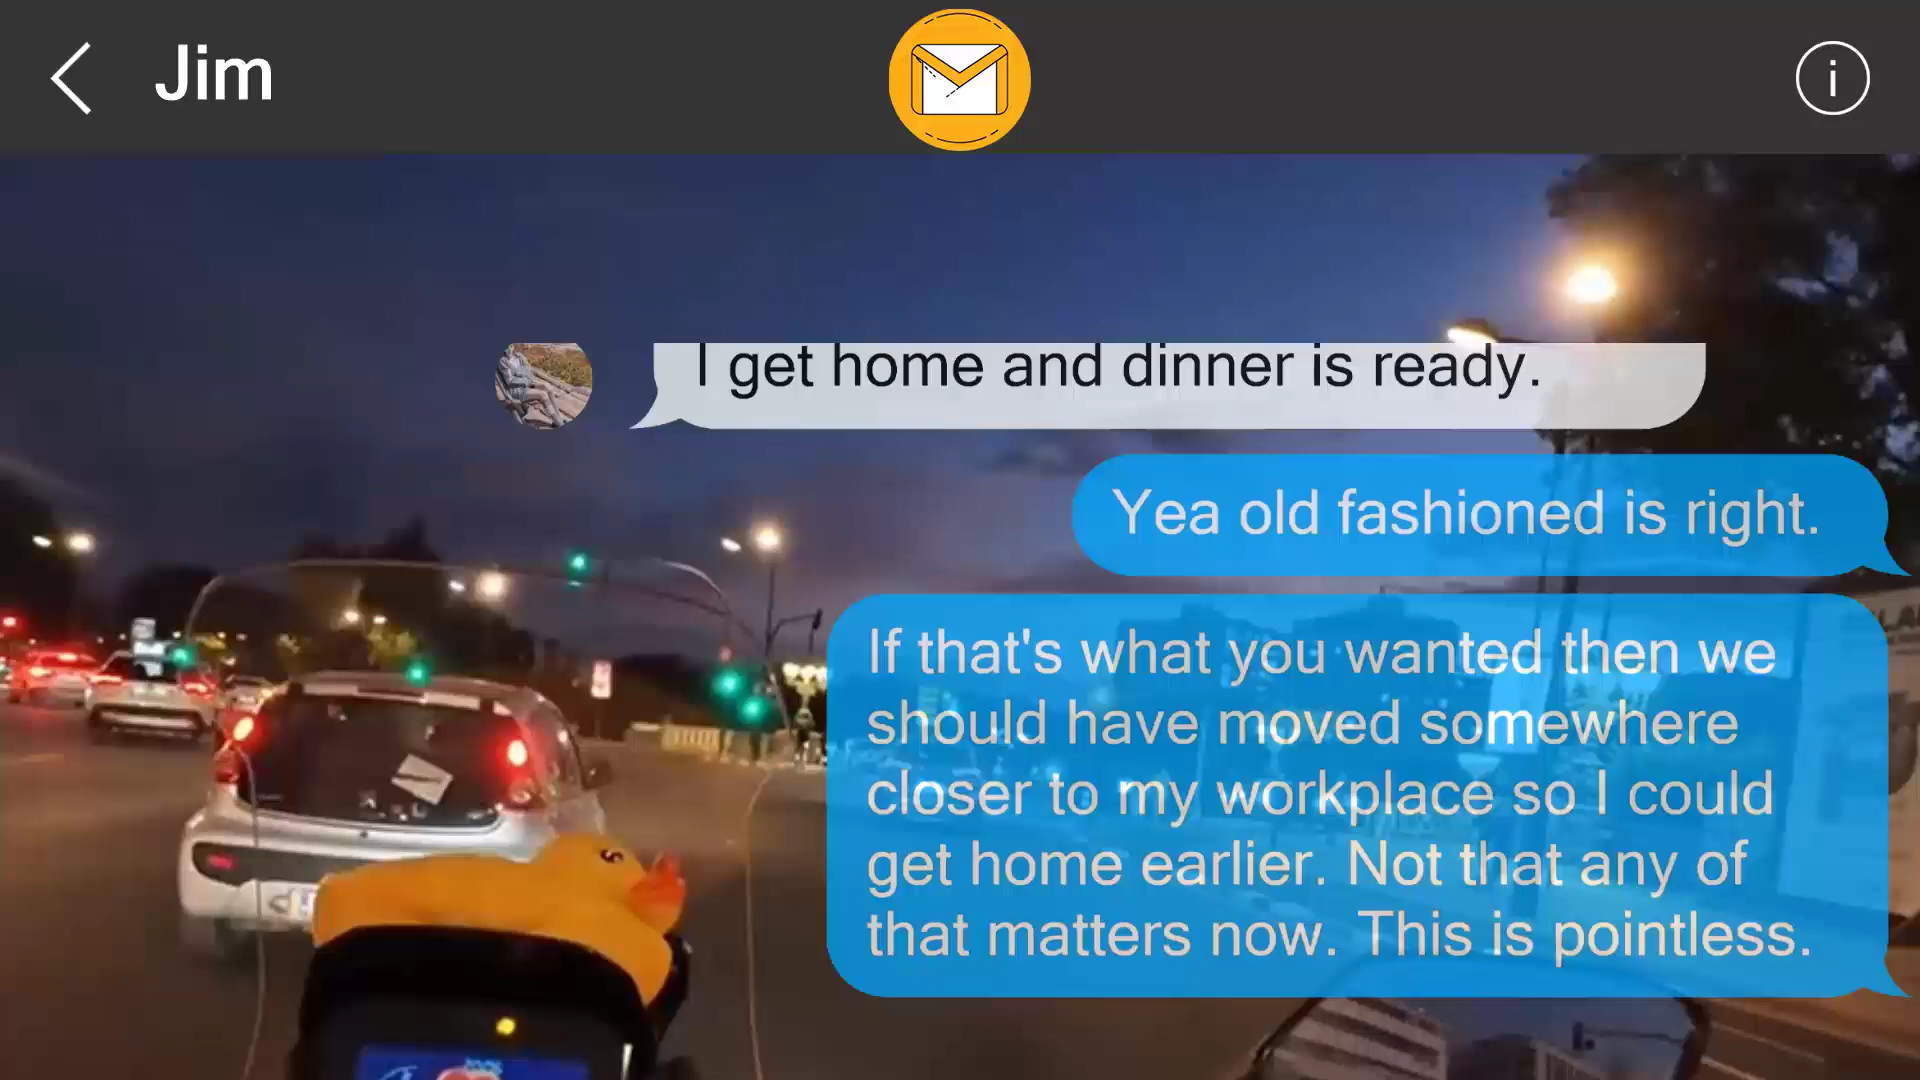 Jim
I get home and dinner is ready.
Yea old fashioned is right.
If that's what you wanted then we
should have moved somewhere
closer to my workplace so I could
get home earlier. Not that any of
that matters now. This is pointless.